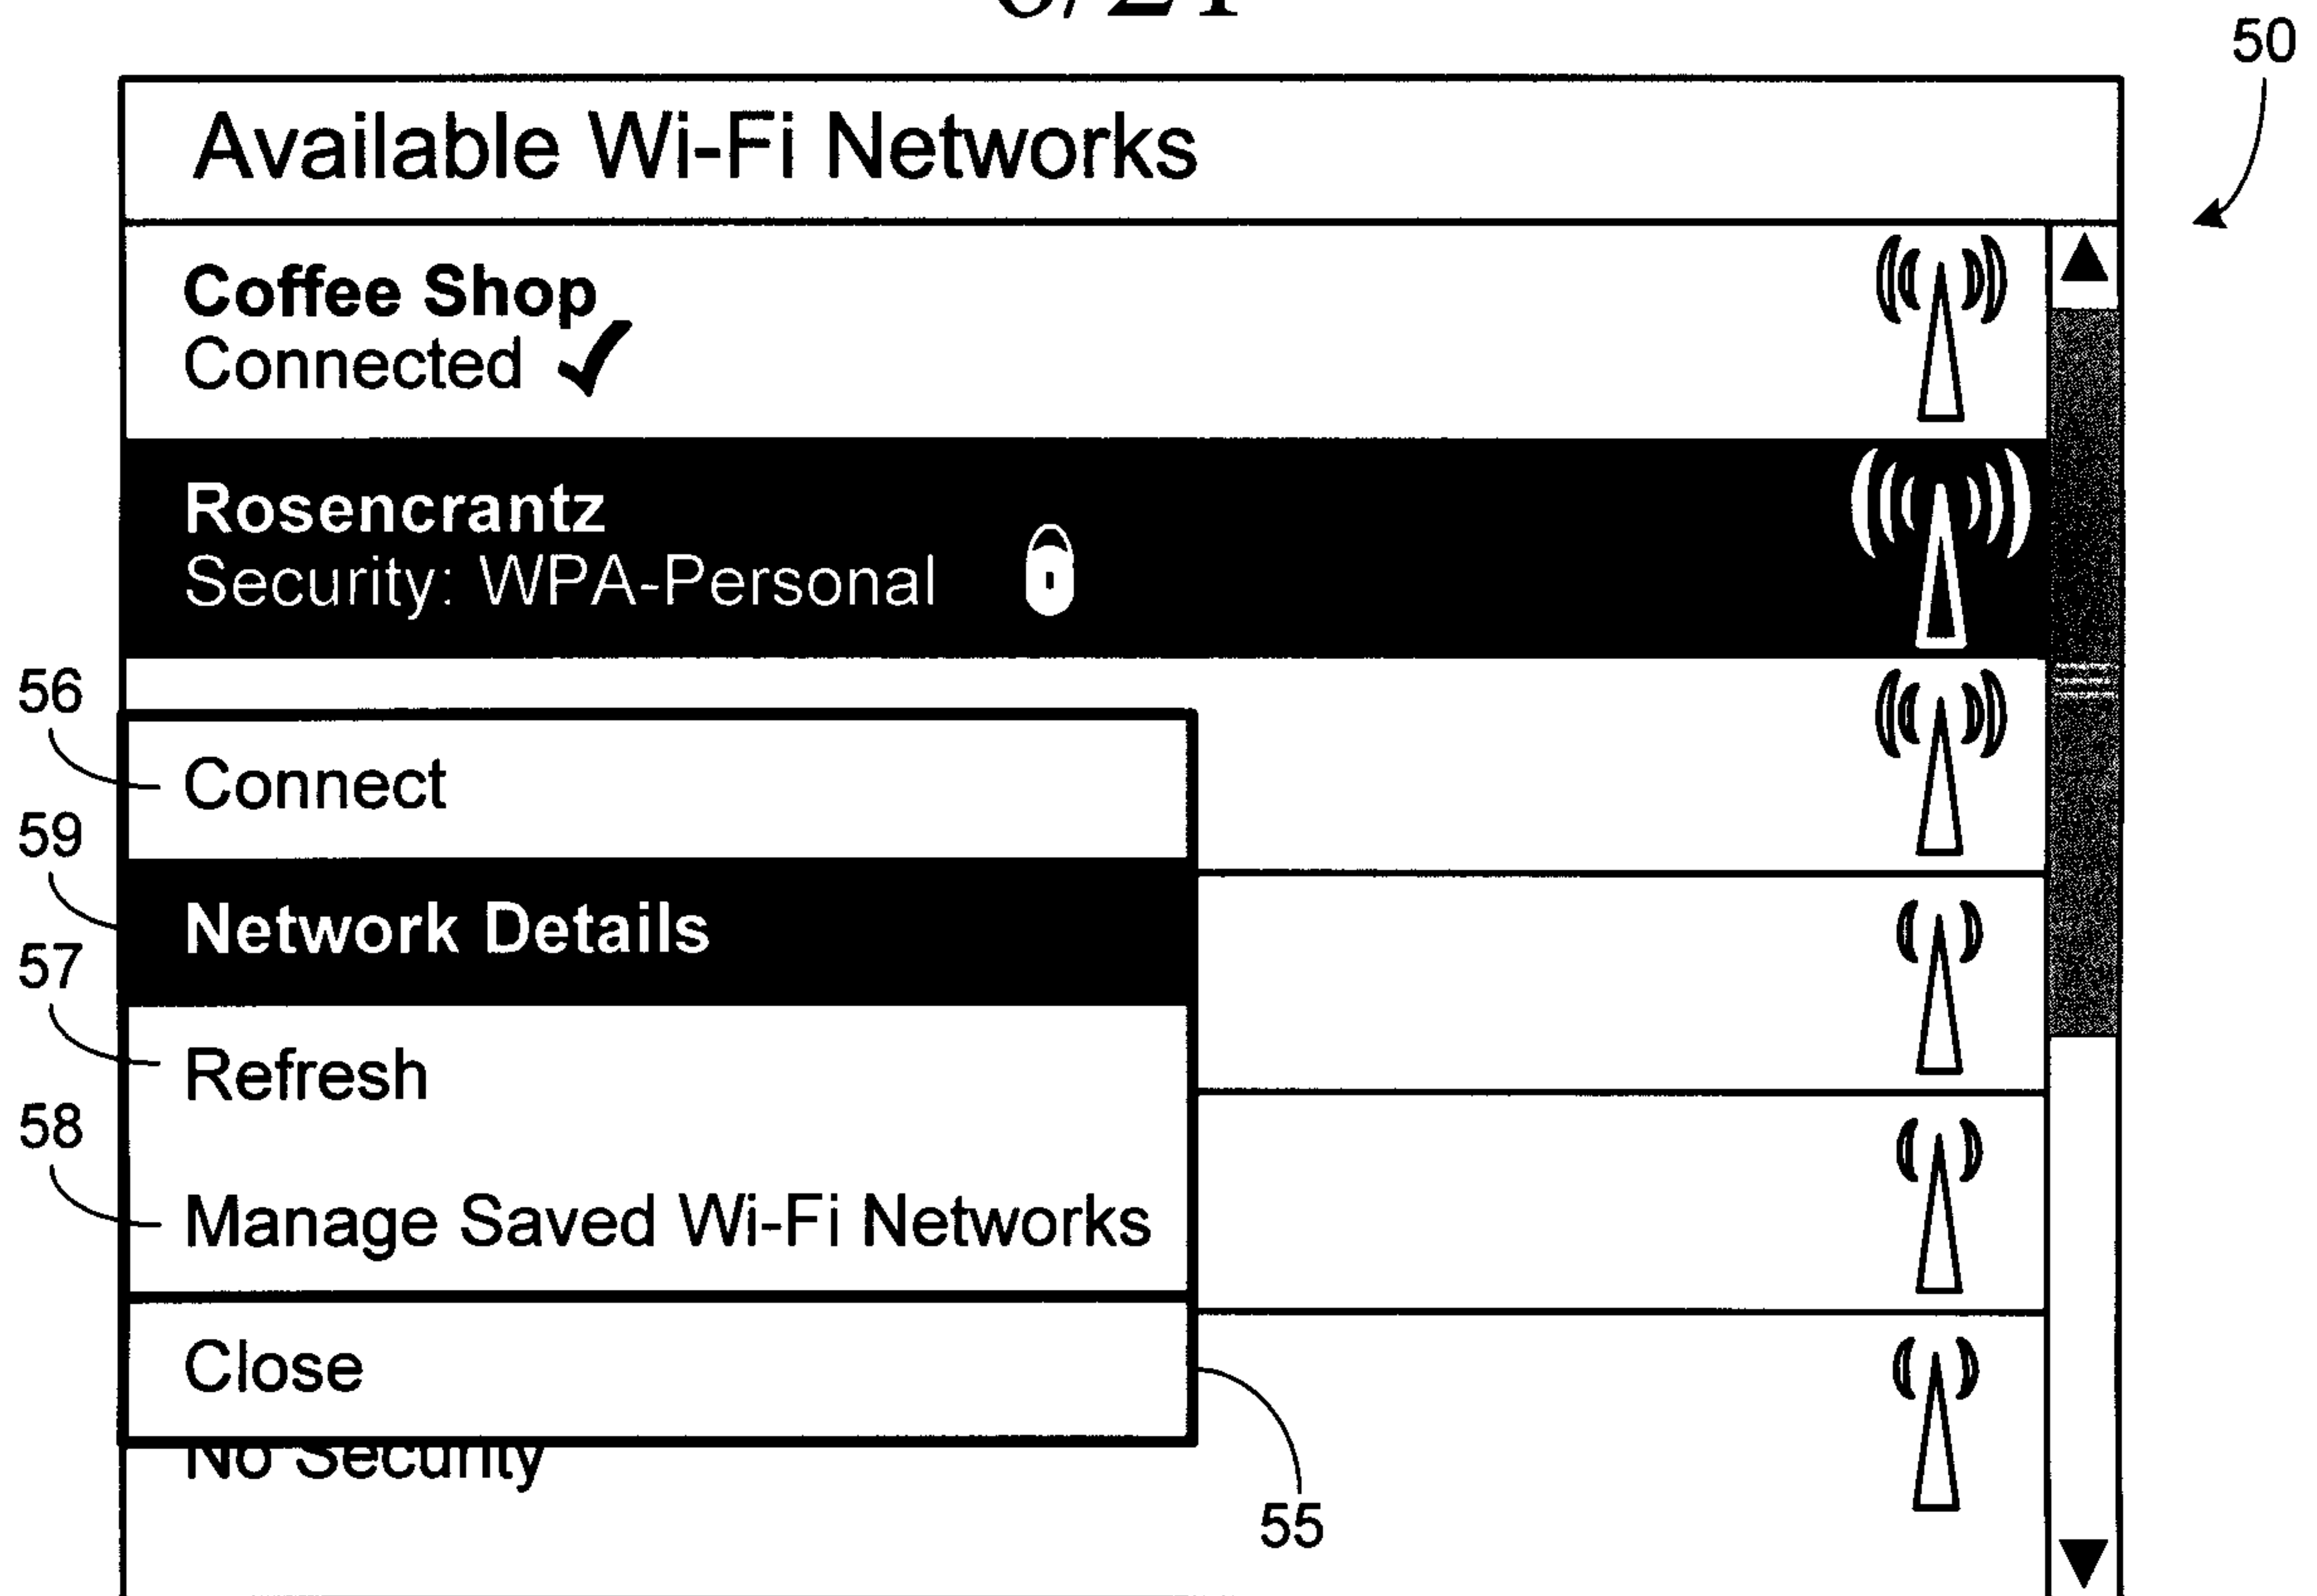 50
Available Wi-Fi Networks
Coffee Shop
Connected
Rosencrantz
Security: WPA-Personal
56
Connect
59
Network Details
57
Refresh
58
Manage Saved Wi-Fi Networks
Close
No Security
55